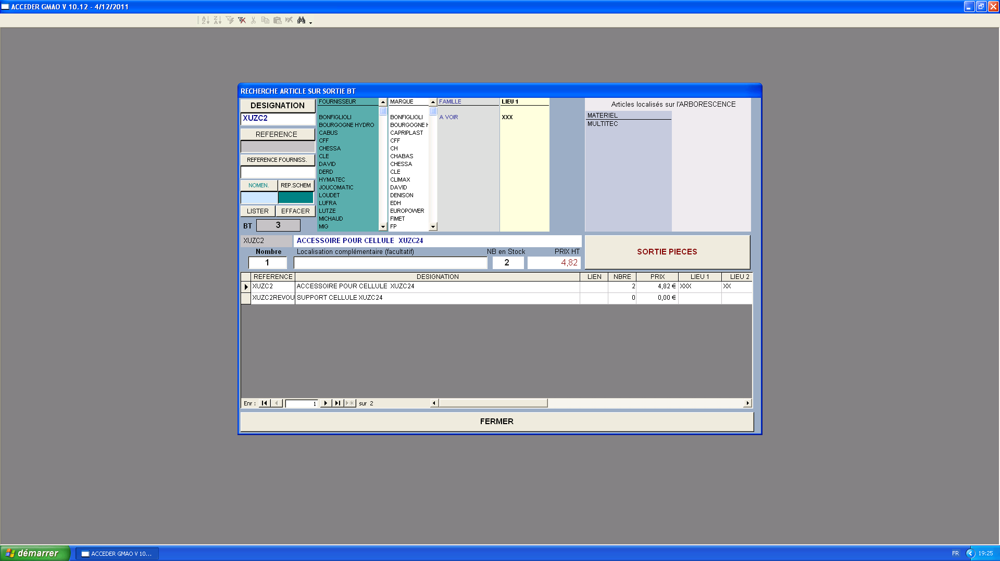 ACCEDER GMAO V 10.12 - 4/12/2011
RECHERCHE ARTICLE SUR SORTIE BT
DESIGNATION
XUZC2
REFERENCE
REFERENCE FOURNISS.
NOMEN. REP.SCHEM
LISTER EFFACER
BT 3
FOURNISSEUR
BONFIGLIOLI
BOURGOGNE HYDRO
CABUS
CFF
CHESSA
CLE
DAVID
DERD
HYMATEC
JOUCOMATIC
LOUDET
LUFRA
LUTZE
MICHAUD
MIG
MARQUE
BONFIGLIOLI
BOURGOGNE H
CAPRIPLAST
CFF
CH
CHABAS
CHESSA
CLE
CLIMAX
DAVID
DENISON
EDH
EUROPOWER
FIMET
FP
FAMILLE
A VOIR
LIEU 1
XXX
Articles localisés sur l'ARBORESCENCE
MATERIEL
MULTITEC
XUZC2 ACCESSOIRE POUR CELLULE XUZC24
Nombre Localisation complémentaire (facultatif) NB en Stock PRIX HT
1 2 4,82
SORTIE PIECES
REFERENCE DESIGNATION LIEN NBRE PRIX LIEU 1 LIEU 2
XUZC2 ACCESSOIRE POUR CELLULE XUZC24 2 4,82 € XXX XX
XUZC2REVOU SUPPORT CELLULE XUZC24 0 0,00 €
Enr : 1 sur 2
FERMER
démarrer ACCEDER GMAO V 10... FR 19:25